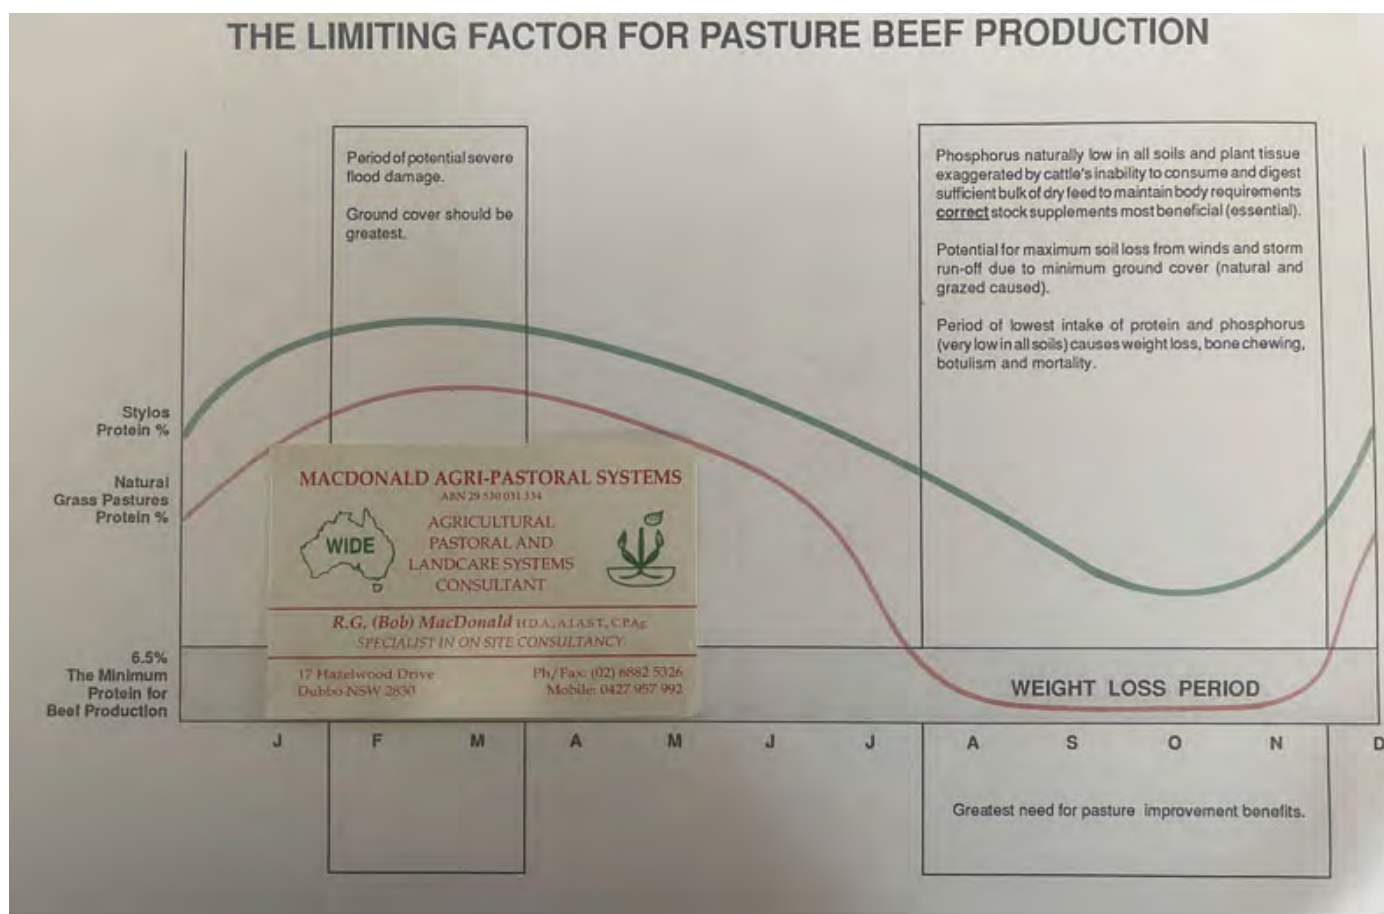 THE LIMITING FACTOR FOR PASTURE BEEF PRODUCTION
Period of potential severe
flood damage.
Ground cover should be
greatest.
Phosphorus naturally low in all soils and plant tissue
exaggerated by cattle's inability to consume and digest
sufficient bulk of dry feed to maintain body requirements
correct stock supplements most beneficial (essential).
Potential for maximum soil loss from winds and storm
run-off due to minimum ground cover (natural and
grazed caused).
Period of lowest intake of protein and phosphorus
(very low in all soils) causes weight loss, bone chewing,
botulism and mortality.
Stylos
Protein %
Natural
Grass Pastures
Protein %
MACDONALD AGRI-PASTORAL SYSTEMS
ABN 29 530 031 334
WIDE
AGRICULTURAL
PASTORAL AND
LANDCARE SYSTEMS
CONSULTANT
R.G. (Bob) MacDonald H.D.A., A.I.A.S.T., C.P.Ag
SPECIALIST IN ON SITE CONSULTANCY
17 Hazelwood Drive
Dubbo NSW 2830
Ph/Fax: (02) 6882 5326
Mobile: 0427 957 992
6.5%
The Minimum
Protein for
Beef Production
WEIGHT LOSS PERIOD
J F M A M J J A S O N D
Greatest need for pasture improvement benefits.